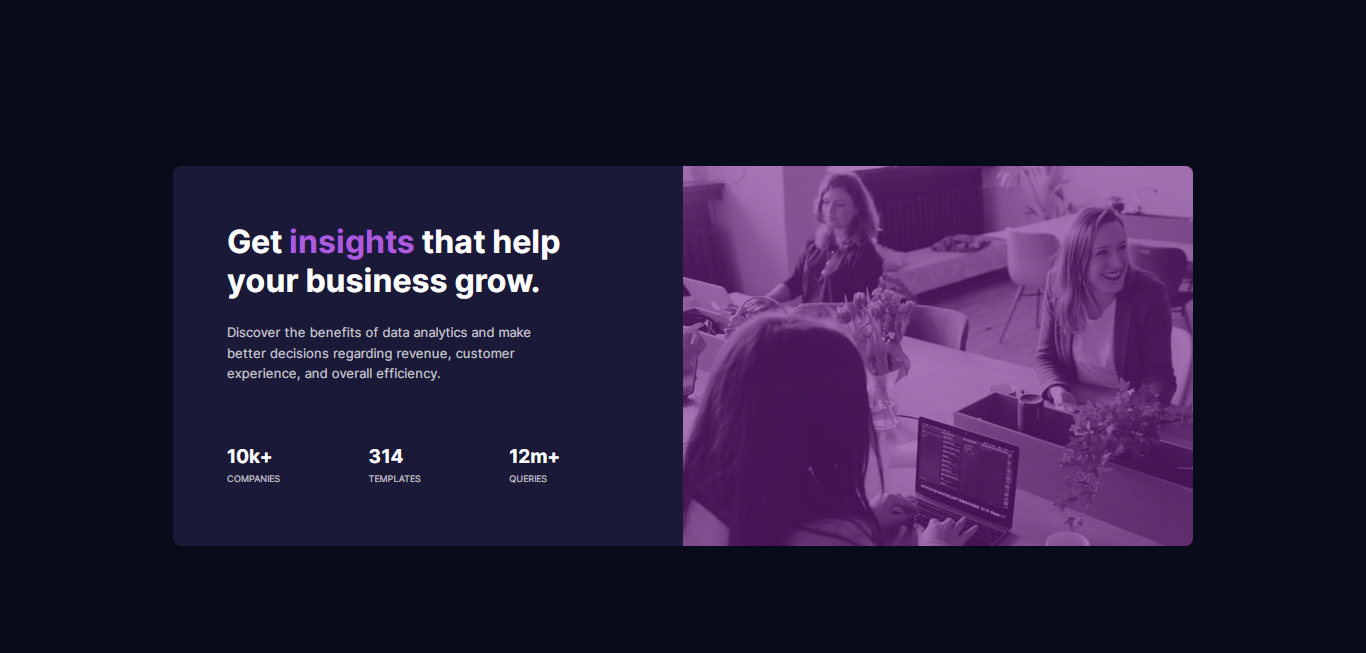 Get insights that help
your business grow.
Discover the benefits of data analytics and make
better decisions regarding revenue, customer
experience, and overall efficiency.
10k+ 314 12m+
COMPANIES TEMPLATES QUERIES